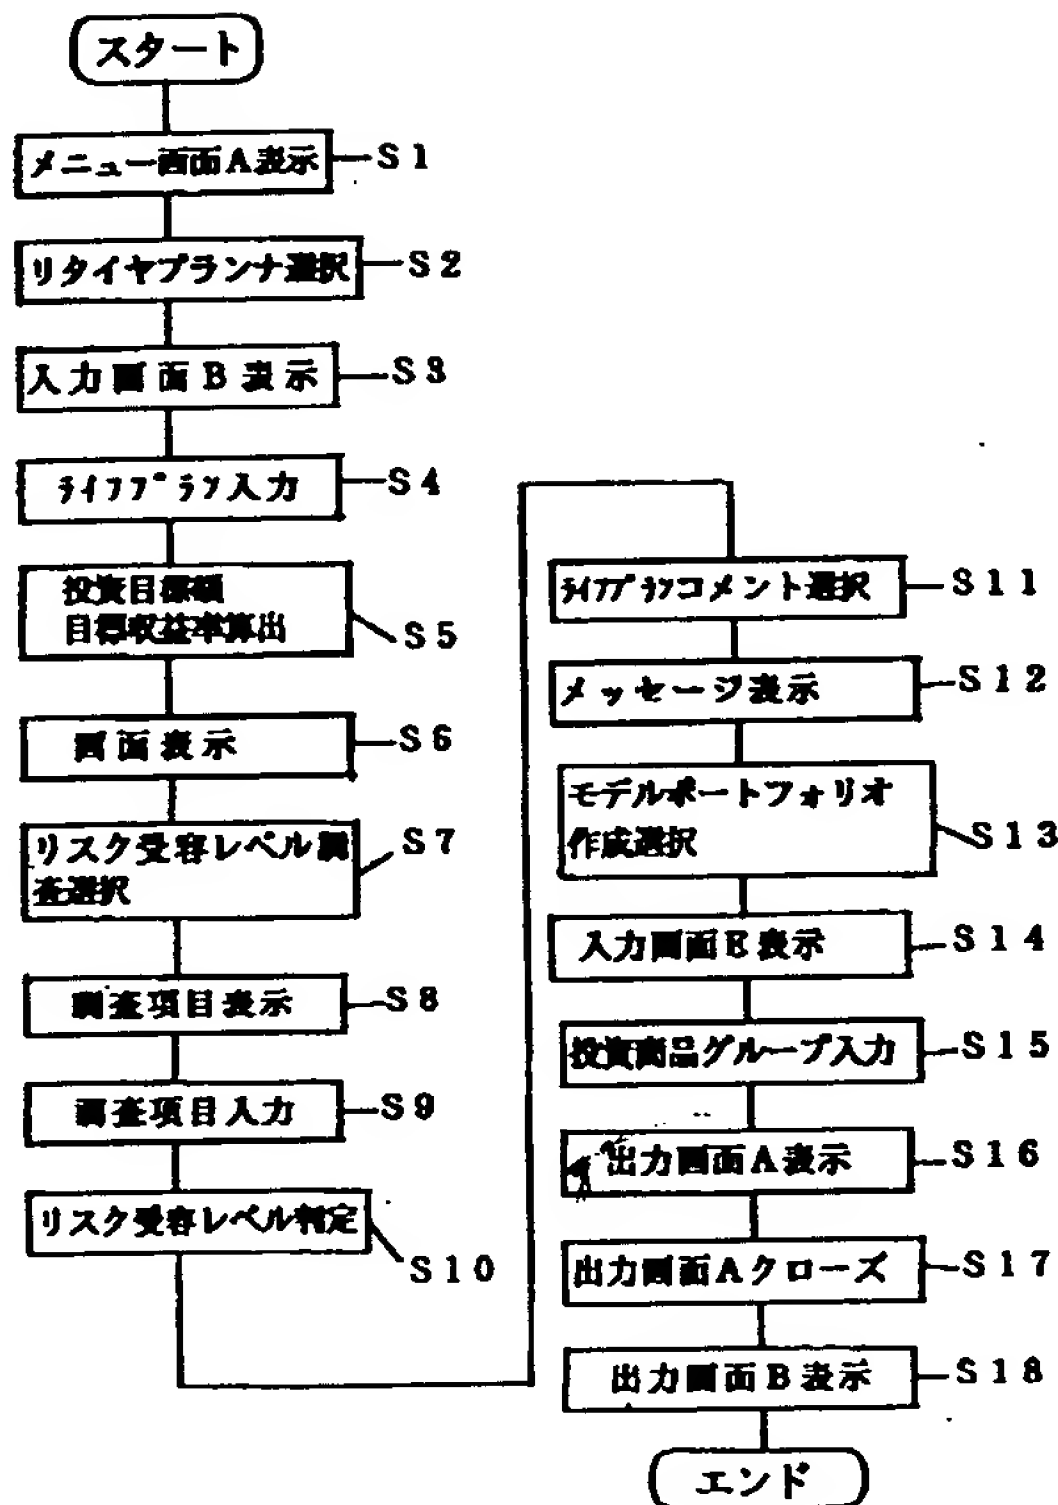 スタート
メニュー画面A表示
S1
リタイヤプランナ選択
S2
入力画面B表示
S3
ライフプラン入力
S4
投資目標額
目標収益率算出
S5
画面表示
S6
リスク受容レベル調
査選択
S7
調査項目表示
S8
調査項目入力
S9
リスク受容レベル判定
S10
ライフプランコメント選択
S11
メッセージ表示
S12
モデルポートフォリオ
作成選択
S13
入力画面E表示
S14
投資商品グループ入力
S15
出力画面A表示
S16
出力画面Aクローズ
S17
出力画面B表示
S18
エンド